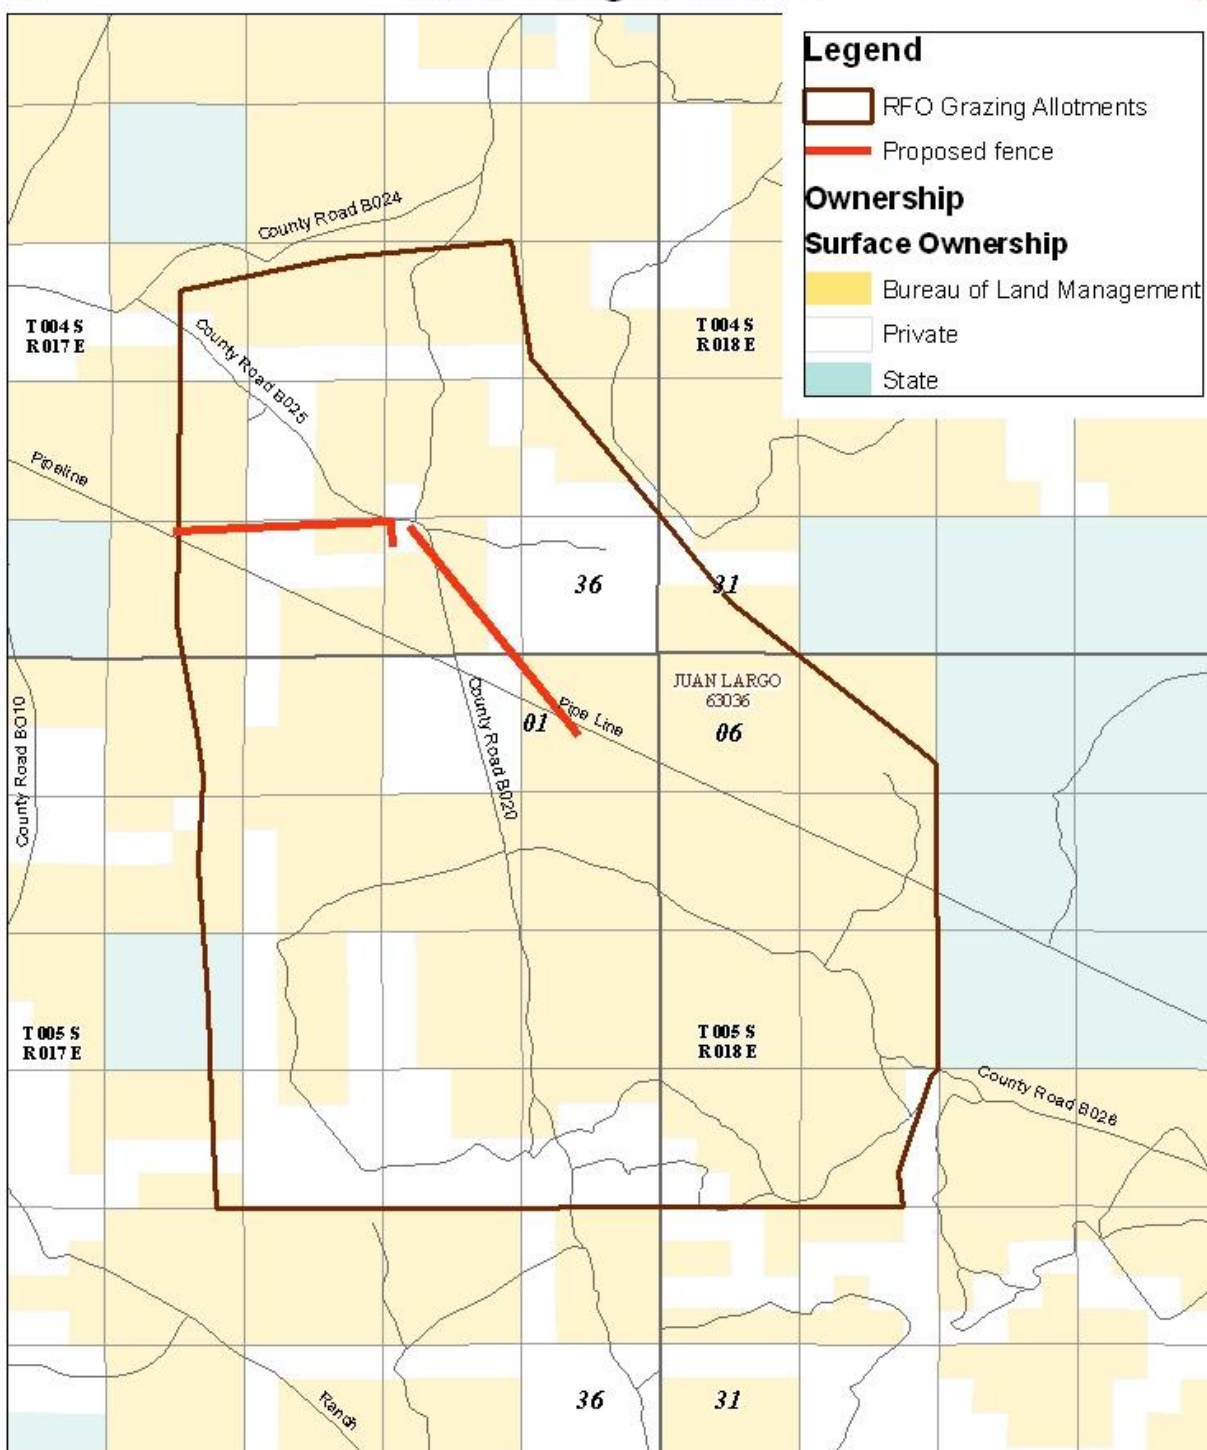 Legend
RFO Grazing Allotments
Proposed fence
Ownership
Surface Ownership
Bureau of Land Management
Private
State
County Road B024
T 004 S
R 017 E
County Road B025
T 004 S
R 018 E
Pipeline
36
31
JUAN LARGO
63036
01
Pipe Line
06
County Road B020
County Road BO10
T 005 S
R 017 E
T 005 S
R 018 E
County Road B026
Ranch
36
31